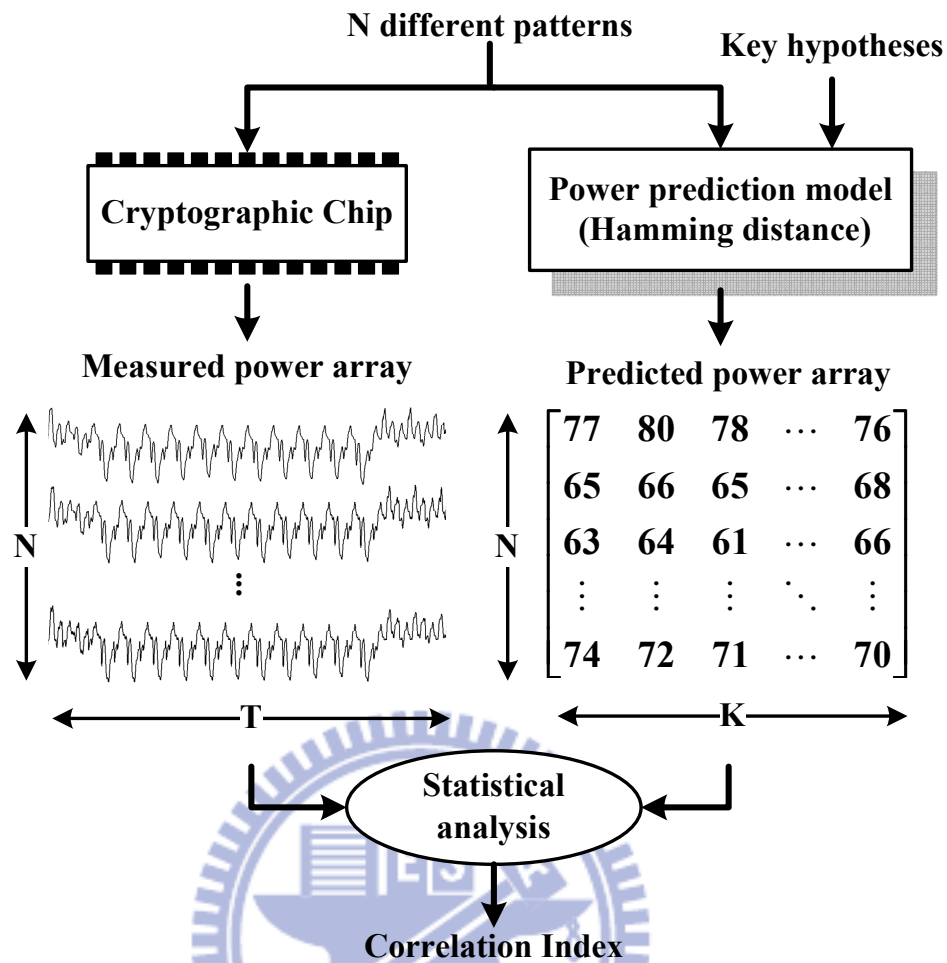 N different patterns
Key hypotheses
Cryptographic Chip
Power prediction model
(Hamming distance)
Measured power array
Predicted power array
N
T
N
77 80 78 ⋯ 76
65 66 65 ⋯ 68
63 64 61 ⋯ 66
⋮ ⋮ ⋮ ⋱ ⋮
74 72 71 ⋯ 70
K
Statistical
analysis
Correlation Index